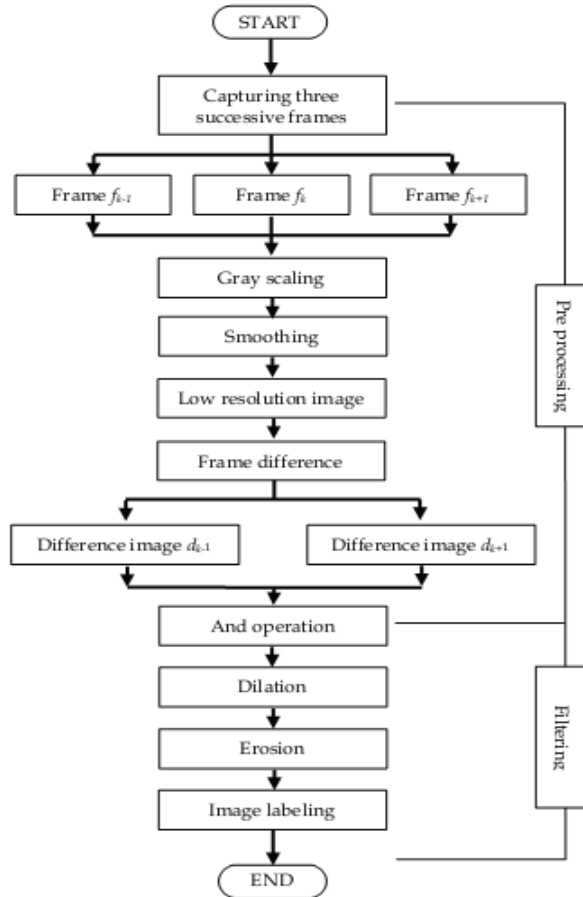 START
Capturing three
successive frames
Frame fk-1
Frame fk
Frame fk+1
Gray scaling
Smoothing
Low resolution image
Frame difference
Difference image dk-1
Difference image dk+1
And operation
Dilation
Erosion
Image labeling
END
Pre processing
Filtering